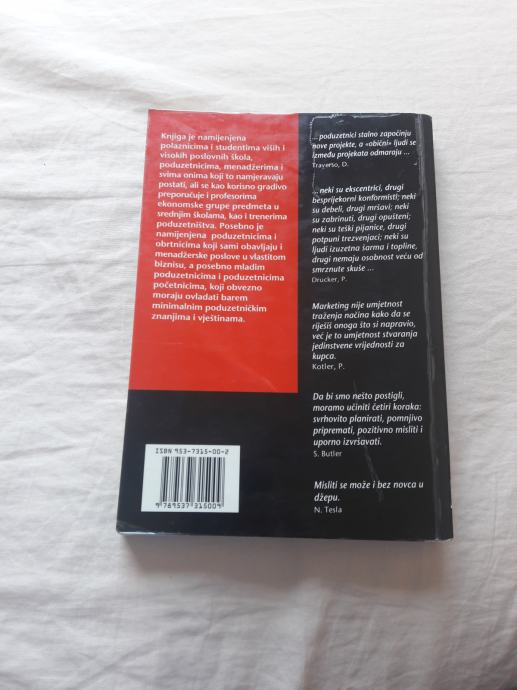 Knjiga je namijenjena
polaznicima i studentima viših i
visokih poslovnih škola,
poduzetnicima, menadžerima i
svima onima koji to namjeravaju
postati, ali se kao korisno gradivo
preporučuje i profesorima
ekonomske grupe predmeta u
srednjim školama, kao i trenerima
poduzetništva. Posebno je
namijenjena poduzetnicima i
obrtnicima koji sami obavljaju i
menadžerske poslove u vlastitom
biznisu, a posebno mladim
poduzetnicima i poduzetnicima
početnicima, koji obvezno
moraju ovladati barem
minimalnim poduzetničkim
znanjima i vještinama.
ISBN 953-7315-00-2
9 789537 315009
... poduzetnici stalno započinju
nove projekte, a «obični» ljudi se
između projekata odmaraju ...
Traverso, D.
... neki su ekscentrici, drugi
besprijekorni konformisti; neki
su debeli, drugi mršavi; neki
su zabrinuti, drugi opušteni;
neki su teški pijanice, drugi
potpuni trezvenjaci; neki su
ljudi izuzetna šarma i topline,
drugi nemaju osobnost veću od
smrznute skuše ...
Drucker, P.
Marketing nije umjetnost
traženja načina kako da se
riješiš onoga što si napravio,
već je to umjetnost stvaranja
jedinstvene vrijednosti za
kupca.
Kotler, P.
Da bi smo nešto postigli,
moramo učiniti četiri koraka:
svrhovito planirati, pomnjivo
pripremati, pozitivno misliti i
uporno izvršavati.
S. Butler
Misliti se može i bez novca u
džepu.
N. Tesla